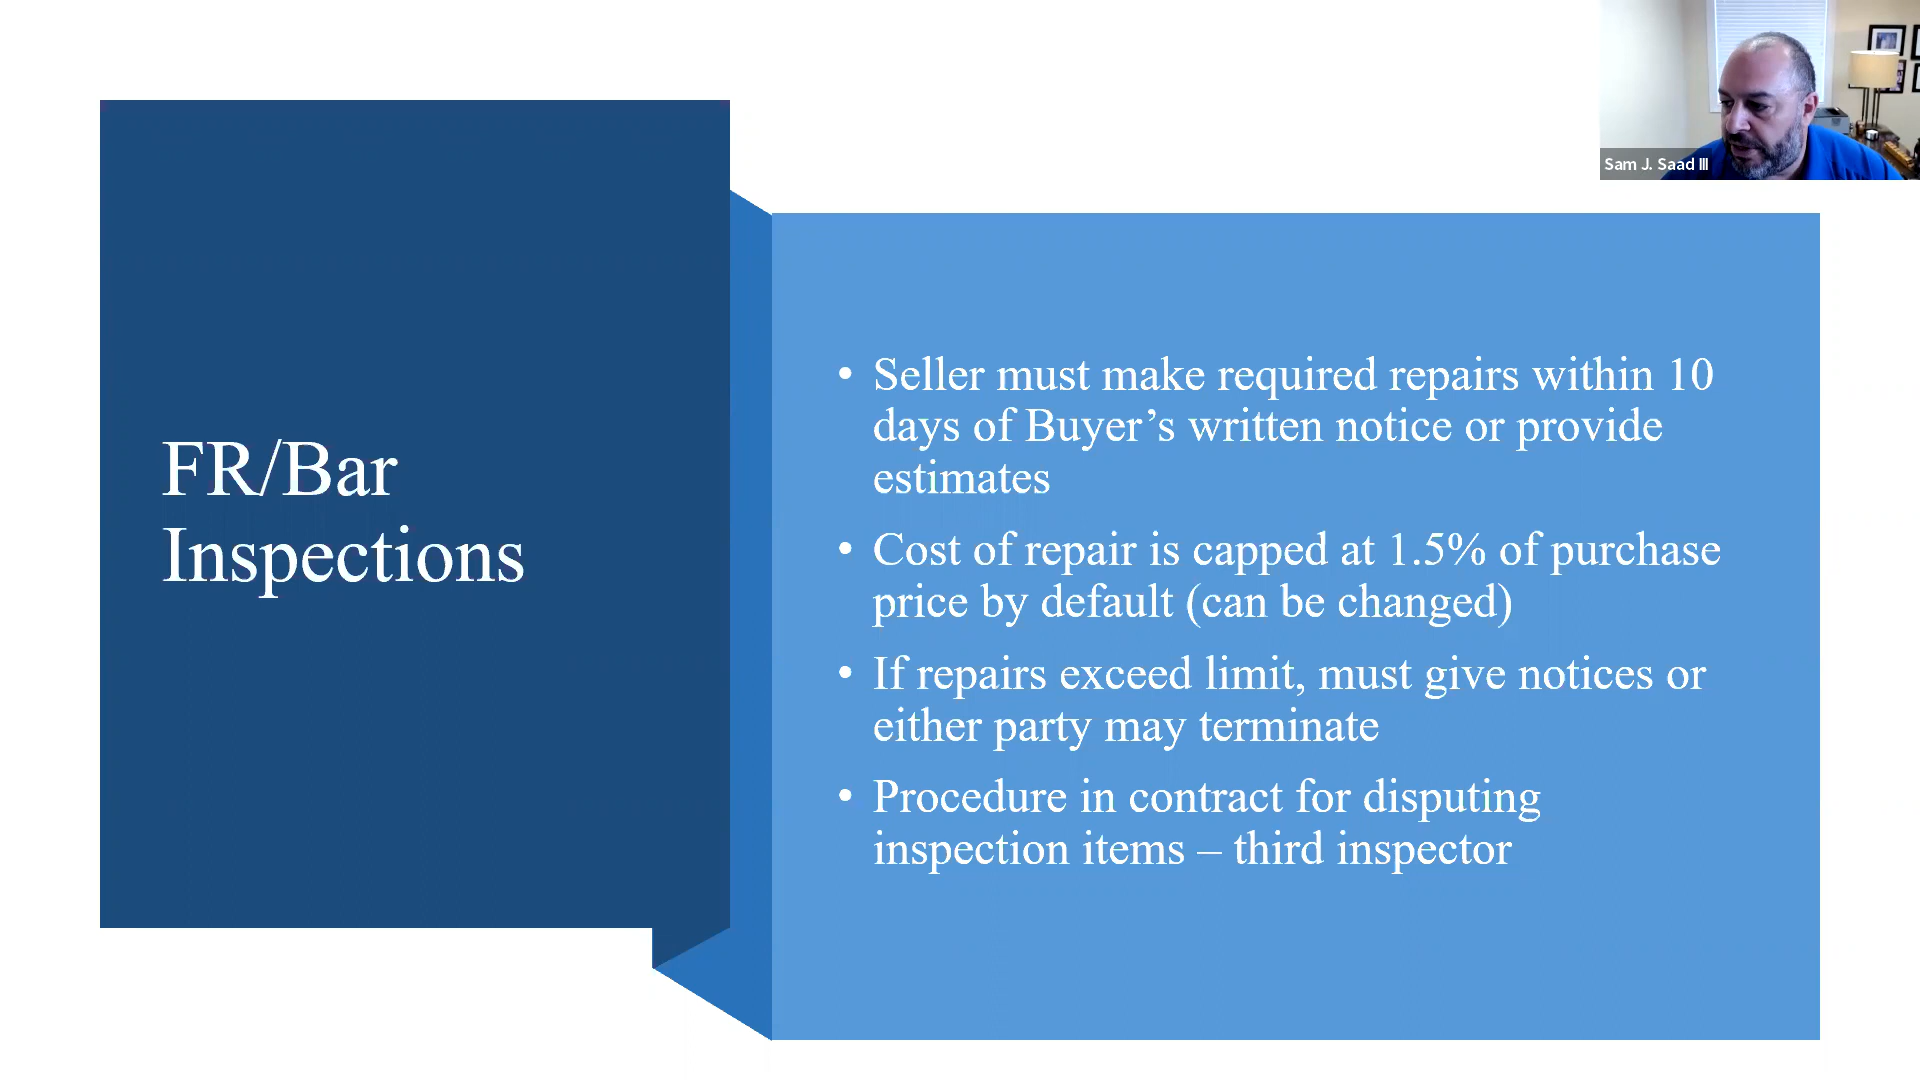 Sam J. Saad III
FR/Bar
Inspections
• Seller must make required repairs within 10
days of Buyer’s written notice or provide
estimates
• Cost of repair is capped at 1.5% of purchase
price by default (can be changed)
• If repairs exceed limit, must give notices or
either party may terminate
• Procedure in contract for disputing
inspection items – third inspector